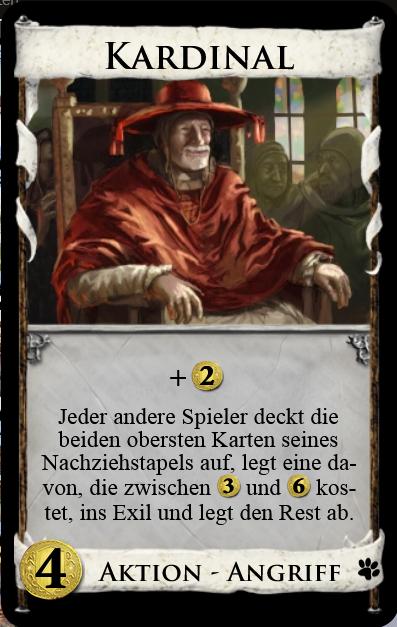 KARDINAL
+ 2
Jeder andere Spieler deckt die
beiden obersten Karten seines
Nachziehstapels auf, legt eine da-
von, die zwischen 3 und 6 kos-
tet, ins Exil und legt den Rest ab.
4 AKTION - ANGRIFF